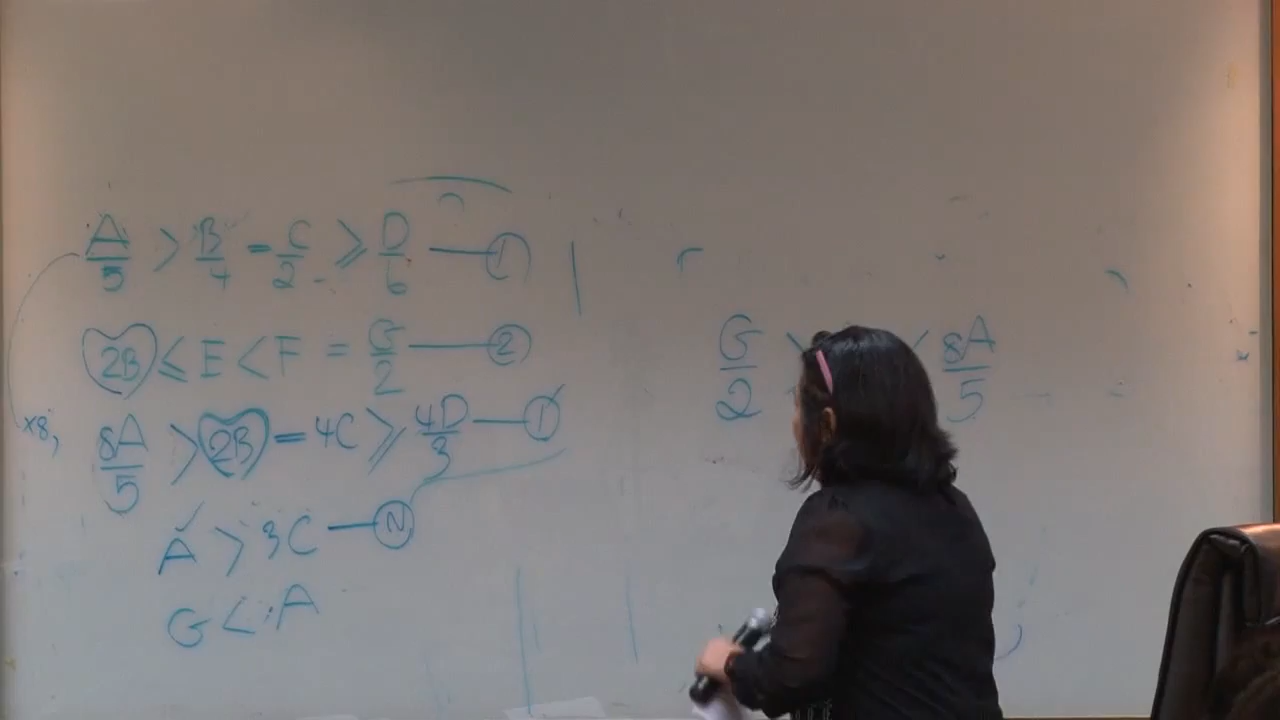 A/5 > B/4 = C/2 ≥ D/6 — ①
2B ≤ E < F = G/2 — ②
×8, 8A/5 > 2B = 4C ≥ 4D/3 — ①
A > 3C — Ⓝ
G < A
G/2 > < 8A/5